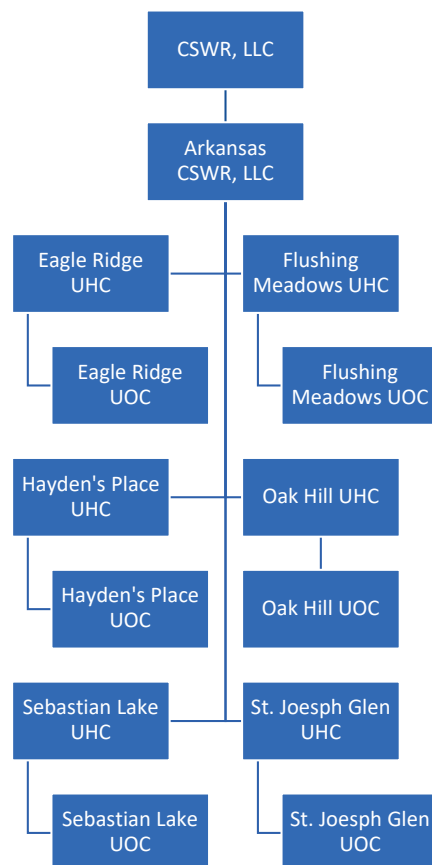 CSWR, LLC
Arkansas
CSWR, LLC
Eagle Ridge
UHC
Flushing
Meadows UHC
Eagle Ridge
UOC
Flushing
Meadows UOC
Hayden's Place
UHC
Oak Hill UHC
Hayden's Place
UOC
Oak Hill UOC
Sebastian Lake
UHC
St. Joesph Glen
UHC
Sebastian Lake
UOC
St. Joesph Glen
UOC